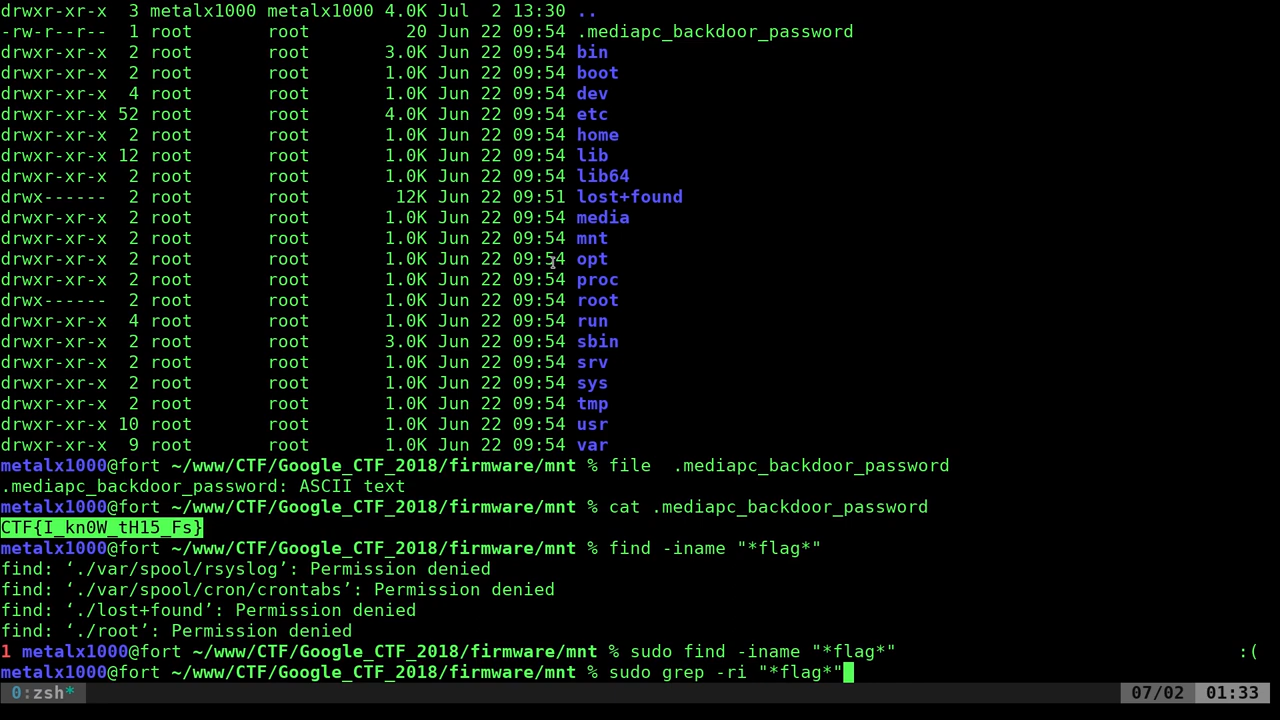 drwxr-xr-x  3 metalx1000 metalx1000 4.0K Jul  2 13:30 ..
-rw-r--r--  1 root       root         20 Jun 22 09:54 .mediapc_backdoor_password
drwxr-xr-x  2 root       root       3.0K Jun 22 09:54 bin
drwxr-xr-x  2 root       root       1.0K Jun 22 09:54 boot
drwxr-xr-x  4 root       root       1.0K Jun 22 09:54 dev
drwxr-xr-x 52 root       root       4.0K Jun 22 09:54 etc
drwxr-xr-x  2 root       root       1.0K Jun 22 09:54 home
drwxr-xr-x 12 root       root       1.0K Jun 22 09:54 lib
drwxr-xr-x  2 root       root       1.0K Jun 22 09:54 lib64
drwx------  2 root       root        12K Jun 22 09:51 lost+found
drwxr-xr-x  2 root       root       1.0K Jun 22 09:54 media
drwxr-xr-x  2 root       root       1.0K Jun 22 09:54 mnt
drwxr-xr-x  2 root       root       1.0K Jun 22 09:54 opt
drwxr-xr-x  2 root       root       1.0K Jun 22 09:54 proc
drwx------  2 root       root       1.0K Jun 22 09:54 root
drwxr-xr-x  4 root       root       1.0K Jun 22 09:54 run
drwxr-xr-x  2 root       root       3.0K Jun 22 09:54 sbin
drwxr-xr-x  2 root       root       1.0K Jun 22 09:54 srv
drwxr-xr-x  2 root       root       1.0K Jun 22 09:54 sys
drwxr-xr-x  2 root       root       1.0K Jun 22 09:54 tmp
drwxr-xr-x 10 root       root       1.0K Jun 22 09:54 usr
drwxr-xr-x  9 root       root       1.0K Jun 22 09:54 var
metalx1000@fort ~/www/CTF/Google_CTF_2018/firmware/mnt % file  .mediapc_backdoor_password
.mediapc_backdoor_password: ASCII text
metalx1000@fort ~/www/CTF/Google_CTF_2018/firmware/mnt % cat .mediapc_backdoor_password
CTF{I_kn0W_tH15_Fs}
metalx1000@fort ~/www/CTF/Google_CTF_2018/firmware/mnt % find -iname "*flag*"
find: ‘./var/spool/rsyslog’: Permission denied
find: ‘./var/spool/cron/crontabs’: Permission denied
find: ‘./lost+found’: Permission denied
find: ‘./root’: Permission denied
1 metalx1000@fort ~/www/CTF/Google_CTF_2018/firmware/mnt % sudo find -iname "*flag*" :(
metalx1000@fort ~/www/CTF/Google_CTF_2018/firmware/mnt % sudo grep -ri "*flag*"
0:zsh* 07/02 01:33